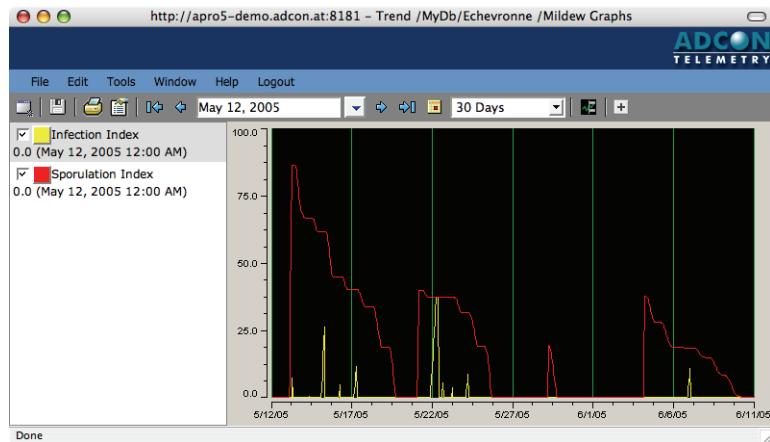 http://apro5-demo.adcon.at:8181 – Trend /MyDb/Echevronne /Mildew Graphs
ADCON
TELEMETRY
File Edit Tools Window Help Logout
May 12, 2005 30 Days
Infection Index
0.0 (May 12, 2005 12:00 AM)
Sporulation Index
0.0 (May 12, 2005 12:00 AM)
100.0
75.0
50.0
25.0
0.0
5/12/05 5/17/05 5/22/05 5/27/05 6/1/05 6/6/05 6/11/05
Done